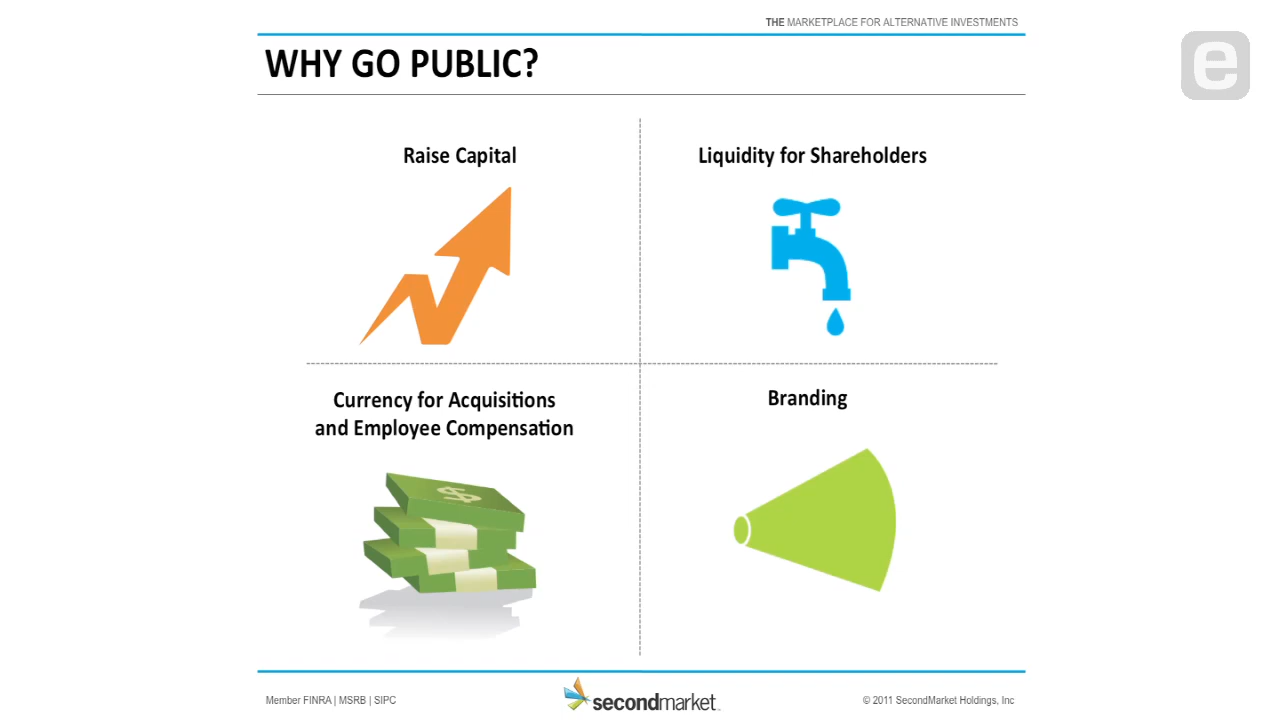 THE MARKETPLACE FOR ALTERNATIVE INVESTMENTS
e
WHY GO PUBLIC?
Raise Capital
Liquidity for Shareholders
Currency for Acquisitions
and Employee Compensation
$
Branding
Member FINRA | MSRB | SIPC
secondmarket
© 2011 SecondMarket Holdings, Inc